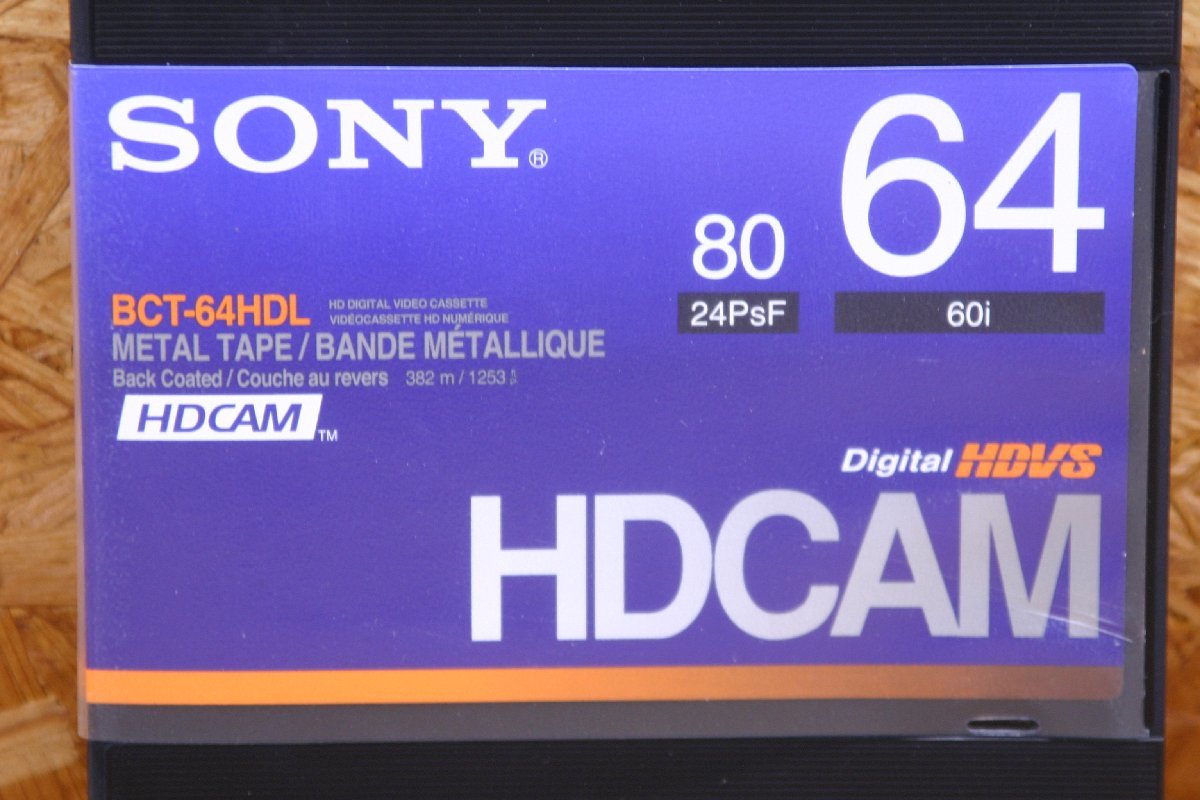 SONY®
64
80
24PsF
60i
BCT-64HDL
HD DIGITAL VIDEO CASSETTE
VIDÉOCASSETTE HD NUMÉRIQUE
METAL TAPE / BANDE MÉTALLIQUE
Back Coated / Couche au revers 382 m / 1253
HDCAM™
Digital HDVS
HDCAM